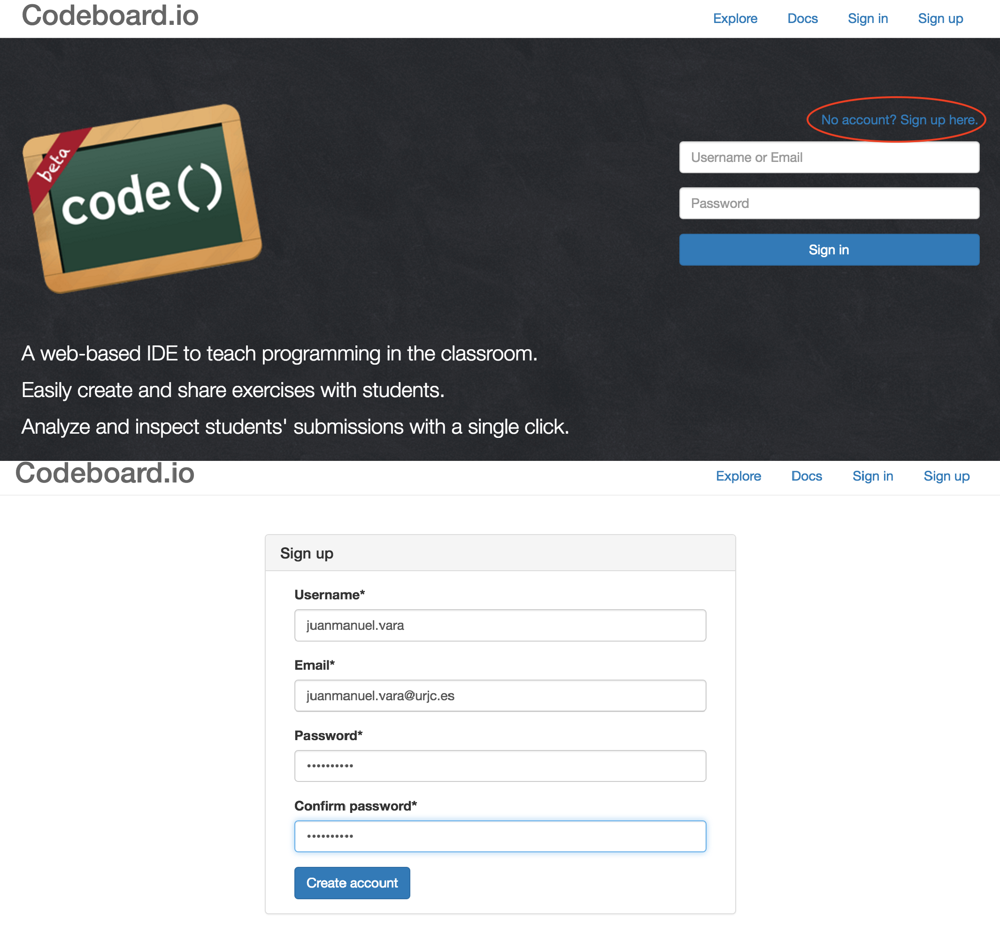 Codeboard.io
Explore Docs Sign in Sign up
No account? Sign up here.
beta
code()
Username or Email
Password
Sign in
A web-based IDE to teach programming in the classroom.
Easily create and share exercises with students.
Analyze and inspect students' submissions with a single click.
Codeboard.io
Explore Docs Sign in Sign up
Sign up
Username*
juanmanuel.vara
Email*
juanmanuel.vara@urjc.es
Password*
••••••••••
Confirm password*
••••••••••
Create account